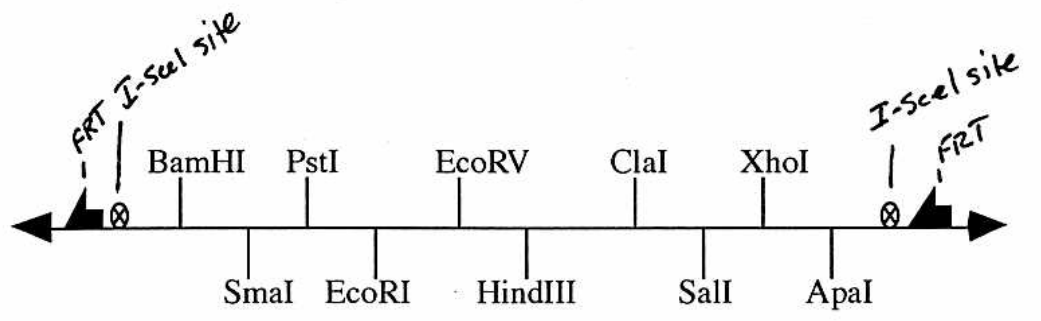 FRT I-SceI site
I-SceI site
FRT
BamHI PstI EcoRV ClaI XhoI
SmaI EcoRI HindIII SalI ApaI